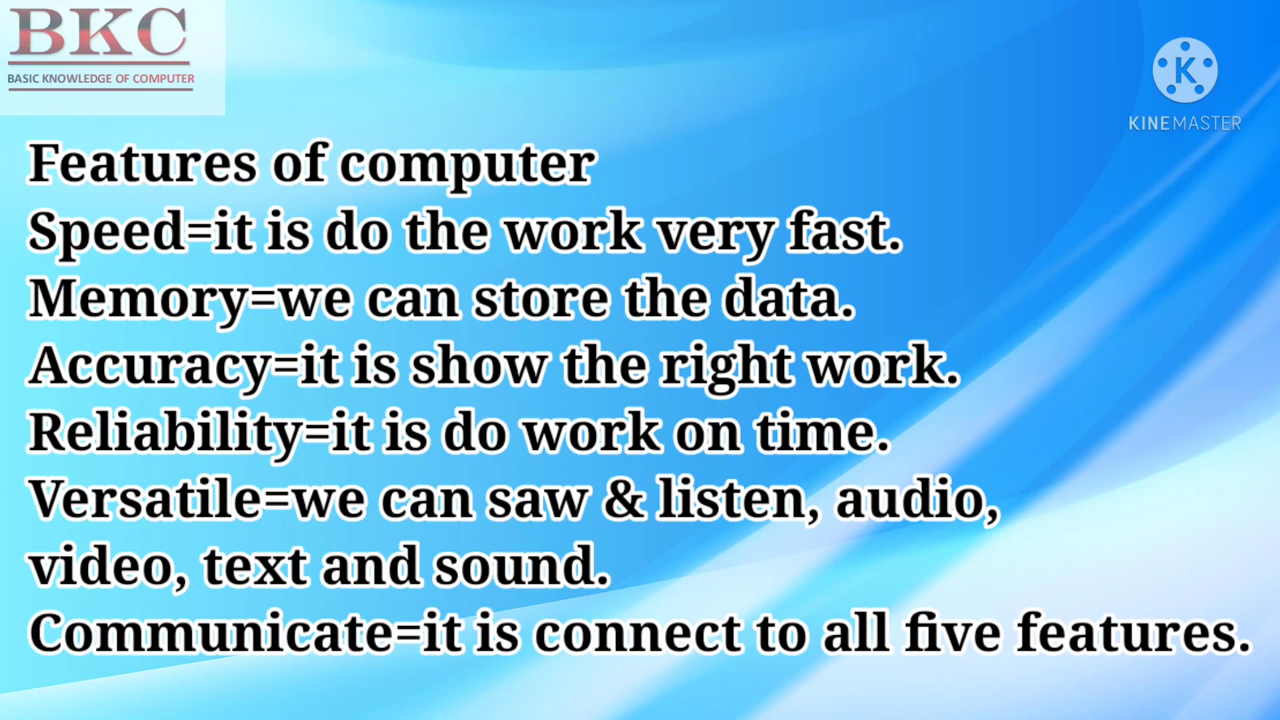 BKC
BASIC KNOWLEDGE OF COMPUTER
K
KINEMASTER
Features of computer
Speed=it is do the work very fast.
Memory=we can store the data.
Accuracy=it is show the right work.
Reliability=it is do work on time.
Versatile=we can saw & listen, audio,
video, text and sound.
Communicate=it is connect to all five features.